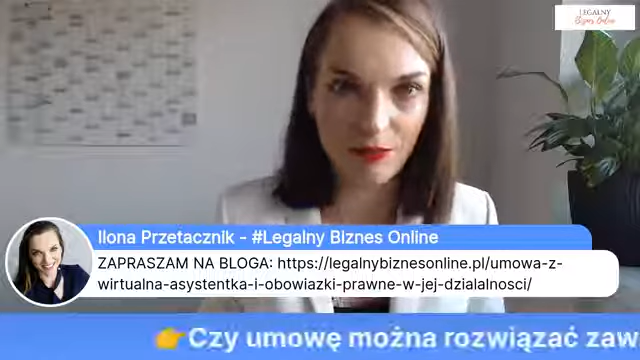 LEGALNY
Biznes Online
Ilona Przetacznik - #Legalny Biznes Online
ZAPRASZAM NA BLOGA: https://legalnybiznesonline.pl/umowa-z-
wirtualna-asystentka-i-obowiazki-prawne-w-jej-dzialalnosci/
👉Czy umowę można rozwiązać zaw